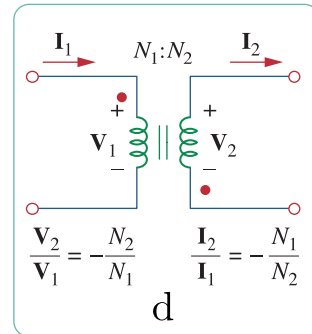 I₁ N₁:N₂ I₂
+ +
V₁ V₂
− −
V₂/V₁ = −N₂/N₁ I₂/I₁ = −N₁/N₂
d